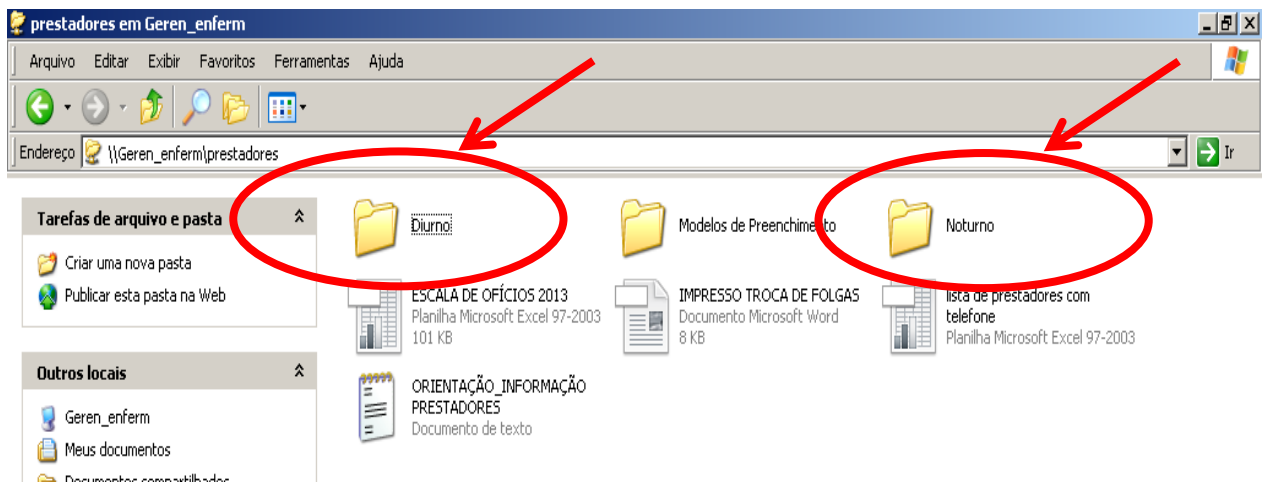 prestadores em Geren_enferm
Arquivo Editar Exibir Favoritos Ferramentas Ajuda
Endereço \\Geren_enferm\prestadores Ir
Tarefas de arquivo e pasta
Criar uma nova pasta
Publicar esta pasta na Web
Outros locais
Geren_enferm
Meus documentos
Documentos compartilhados
Diurno
Modelos de Preenchimento
Noturno
ESCALA DE OFÍCIOS 2013
Planilha Microsoft Excel 97-2003
101 KB
IMPRESSO TROCA DE FOLGAS
Documento Microsoft Word
8 KB
lista de prestadores com
telefone
Planilha Microsoft Excel 97-2003
ORIENTAÇÃO_INFORMAÇÃO
PRESTADORES
Documento de texto